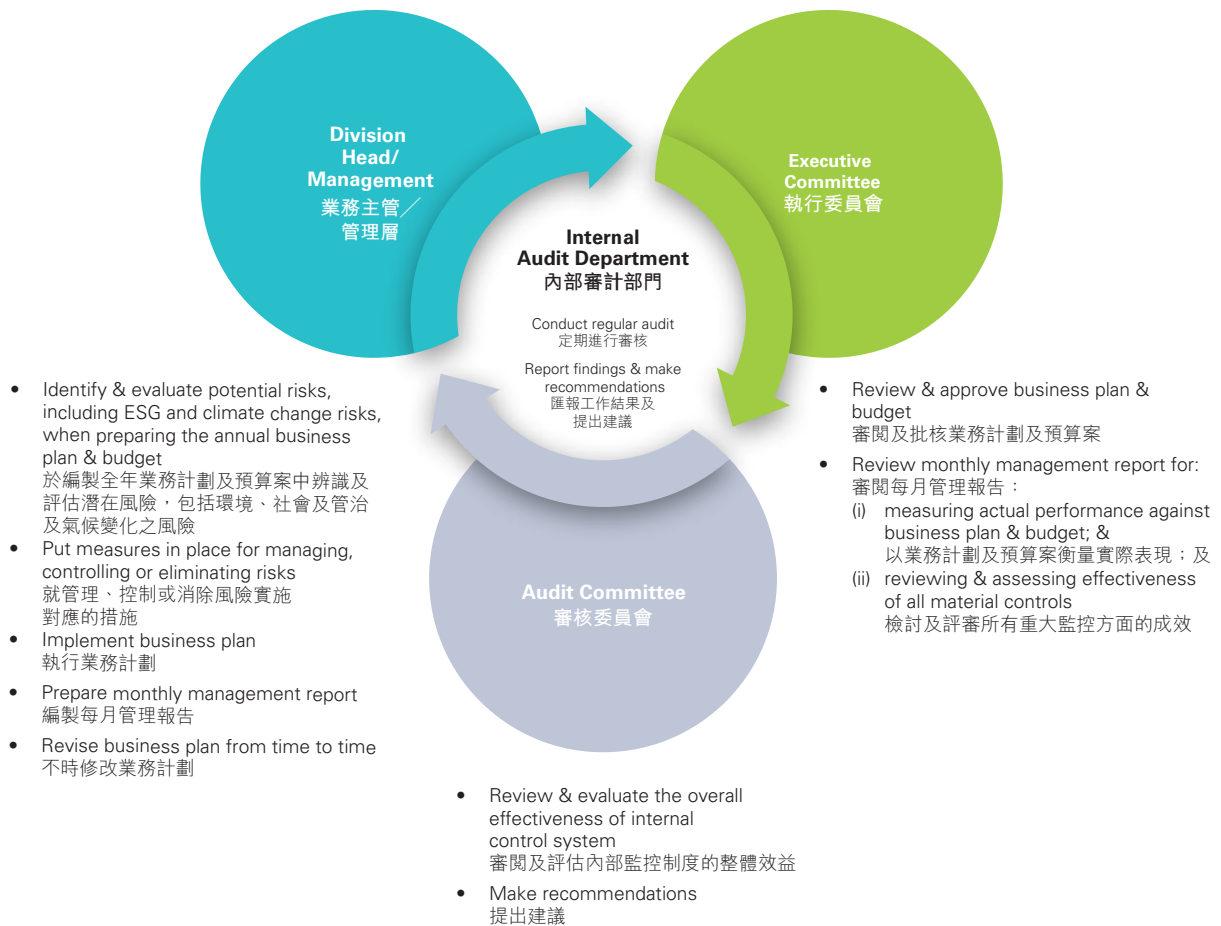 Division
Head/
Management
業務主管／
管理層
Executive
Committee
執行委員會
Internal
Audit Department
內部審計部門
Conduct regular audit
定期進行審核
Report findings & make
recommendations
匯報工作結果及
提出建議
Audit Committee
審核委員會
• Identify & evaluate potential risks,
including ESG and climate change risks,
when preparing the annual business
plan & budget
於編製全年業務計劃及預算案中辨識及
評估潛在風險，包括環境、社會及管治
及氣候變化之風險
• Put measures in place for managing,
controlling or eliminating risks
就管理、控制或消除風險實施
對應的措施
• Implement business plan
執行業務計劃
• Prepare monthly management report
編製每月管理報告
• Revise business plan from time to time
不時修改業務計劃
• Review & approve business plan &
budget
審閱及批核業務計劃及預算案
• Review monthly management report for:
審閱每月管理報告：
(i) measuring actual performance against
business plan & budget; &
以業務計劃及預算案衡量實際表現；及
(ii) reviewing & assessing effectiveness
of all material controls
檢討及評審所有重大監控方面的成效
• Review & evaluate the overall
effectiveness of internal
control system
審閱及評估內部監控制度的整體效益
• Make recommendations
提出建議